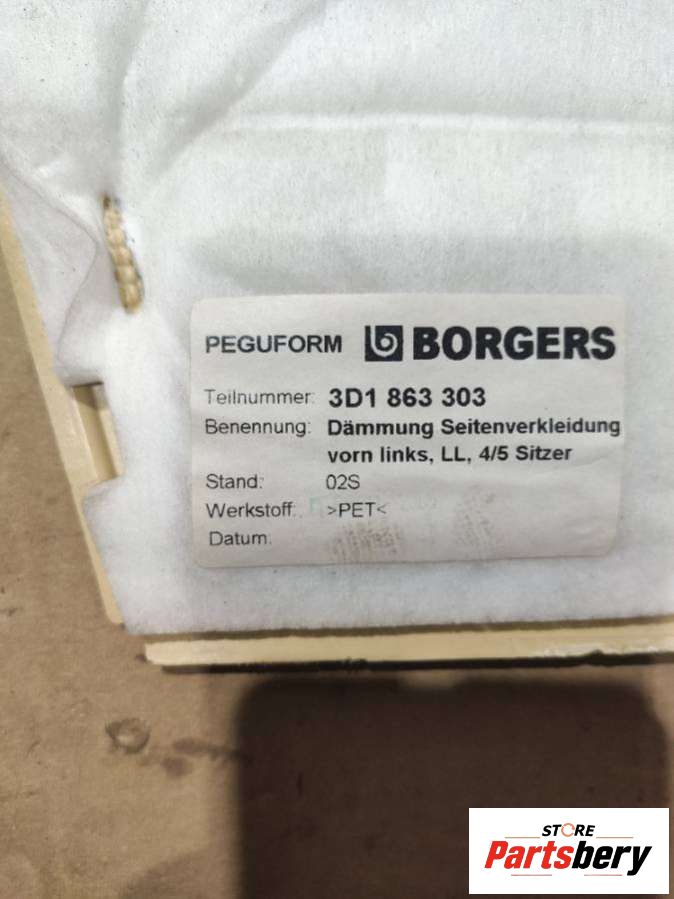 PEGUFORM BORGERS
Teilnummer: 3D1 863 303
Benennung: Dämmung Seitenverkleidung
vorn links, LL, 4/5 Sitzer
Stand: 02S
Werkstoff: >PET<
Datum:
STORE
Partsbery